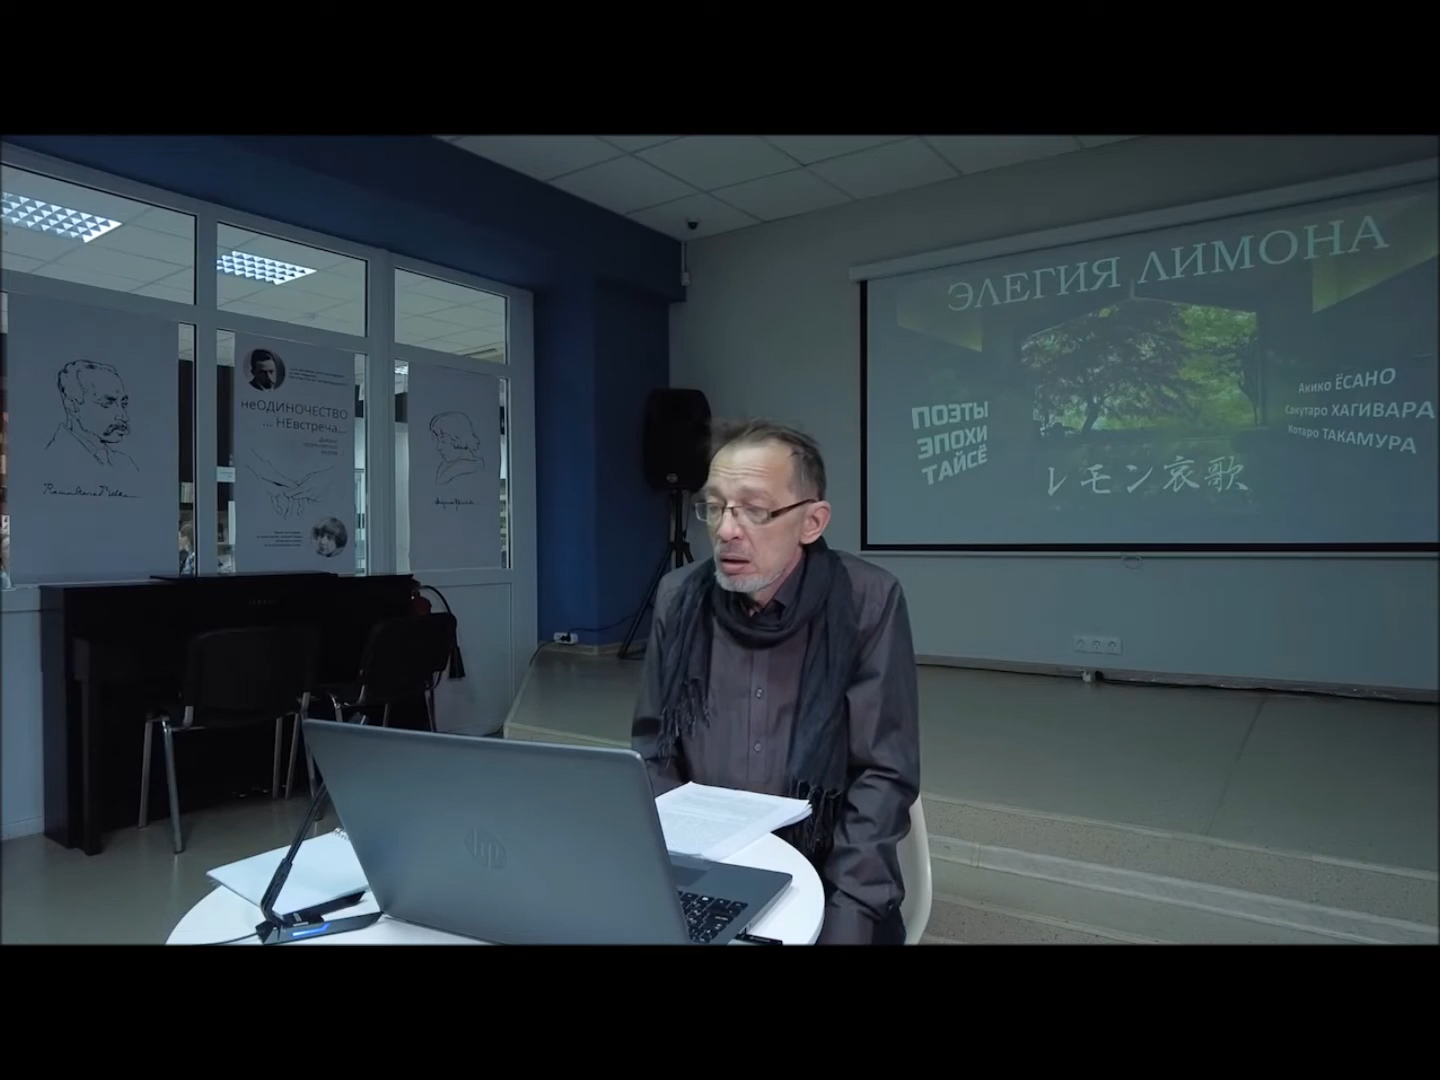 ЭЛЕГИЯ ЛИМОНА
ПОЭТЫ
ЭПОХИ
ТАЙСЁ
Акико ЁСАНО
Сакутаро ХАГИВАРА
Котаро ТАКАМУРА
レモン哀歌
неОДИНОЧЕСТВО
... НЕвстреча...
hp